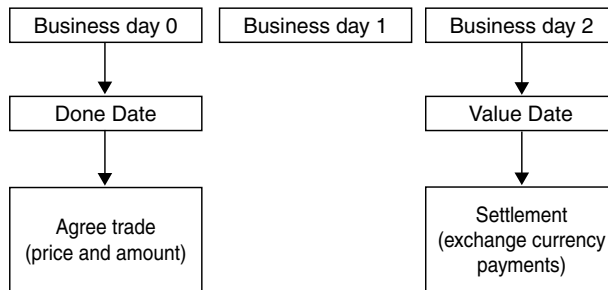 Business day 0
Business day 1
Business day 2
Done Date
Value Date
Agree trade
(price and amount)
Settlement
(exchange currency
payments)